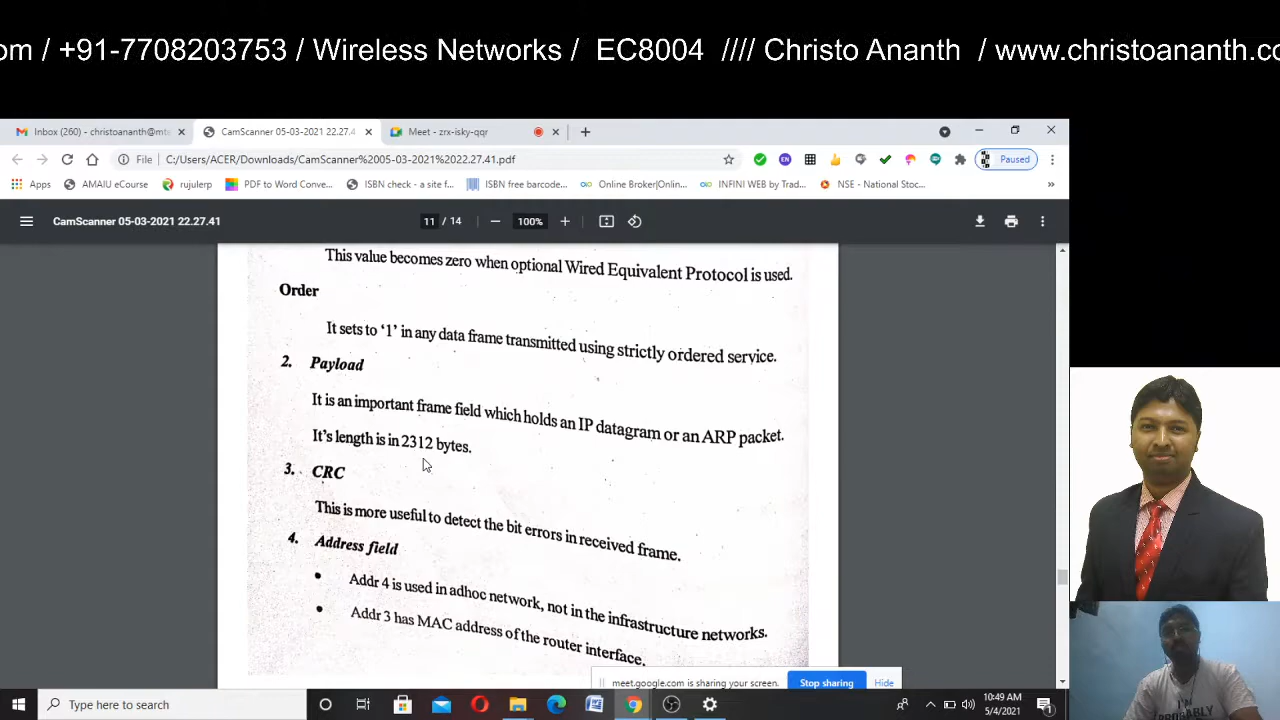 om / +91-7708203753 / Wireless Networks / EC8004 //// Christo Ananth / www.christoananth.co
Inbox (260) - christoananth@mte
CamScanner 05-03-2021 22.27.4
Meet - zrx-isky-qqr
File C:/Users/ACER/Downloads/CamScanner%2005-03-2021%2022.27.41.pdf
EN
Paused
Apps AMAIU eCourse rujulerp PDF to Word Conve... ISBN check - a site f... ISBN free barcode... Online Broker|Onlin... INFINI WEB by Trad... NSE - National Stoc... »
CamScanner 05-03-2021 22.27.41
11 / 14
100%
This value becomes zero when optional Wired Equivalent Protocol is used.
Order
It sets to ‘1’ in any data frame transmitted using strictly ordered service.
2. Payload
It is an important frame field which holds an IP datagram or an ARP packet.
It's length is in 2312 bytes.
3. CRC
This is more useful to detect the bit errors in received frame.
4. Address field
• Addr 4 is used in adhoc network, not in the infrastructure networks.
• Addr 3 has MAC address of the router interface.
meet.google.com is sharing your screen. Stop sharing Hide
I'M
Type here to search
10:49 AM
5/4/2021
1